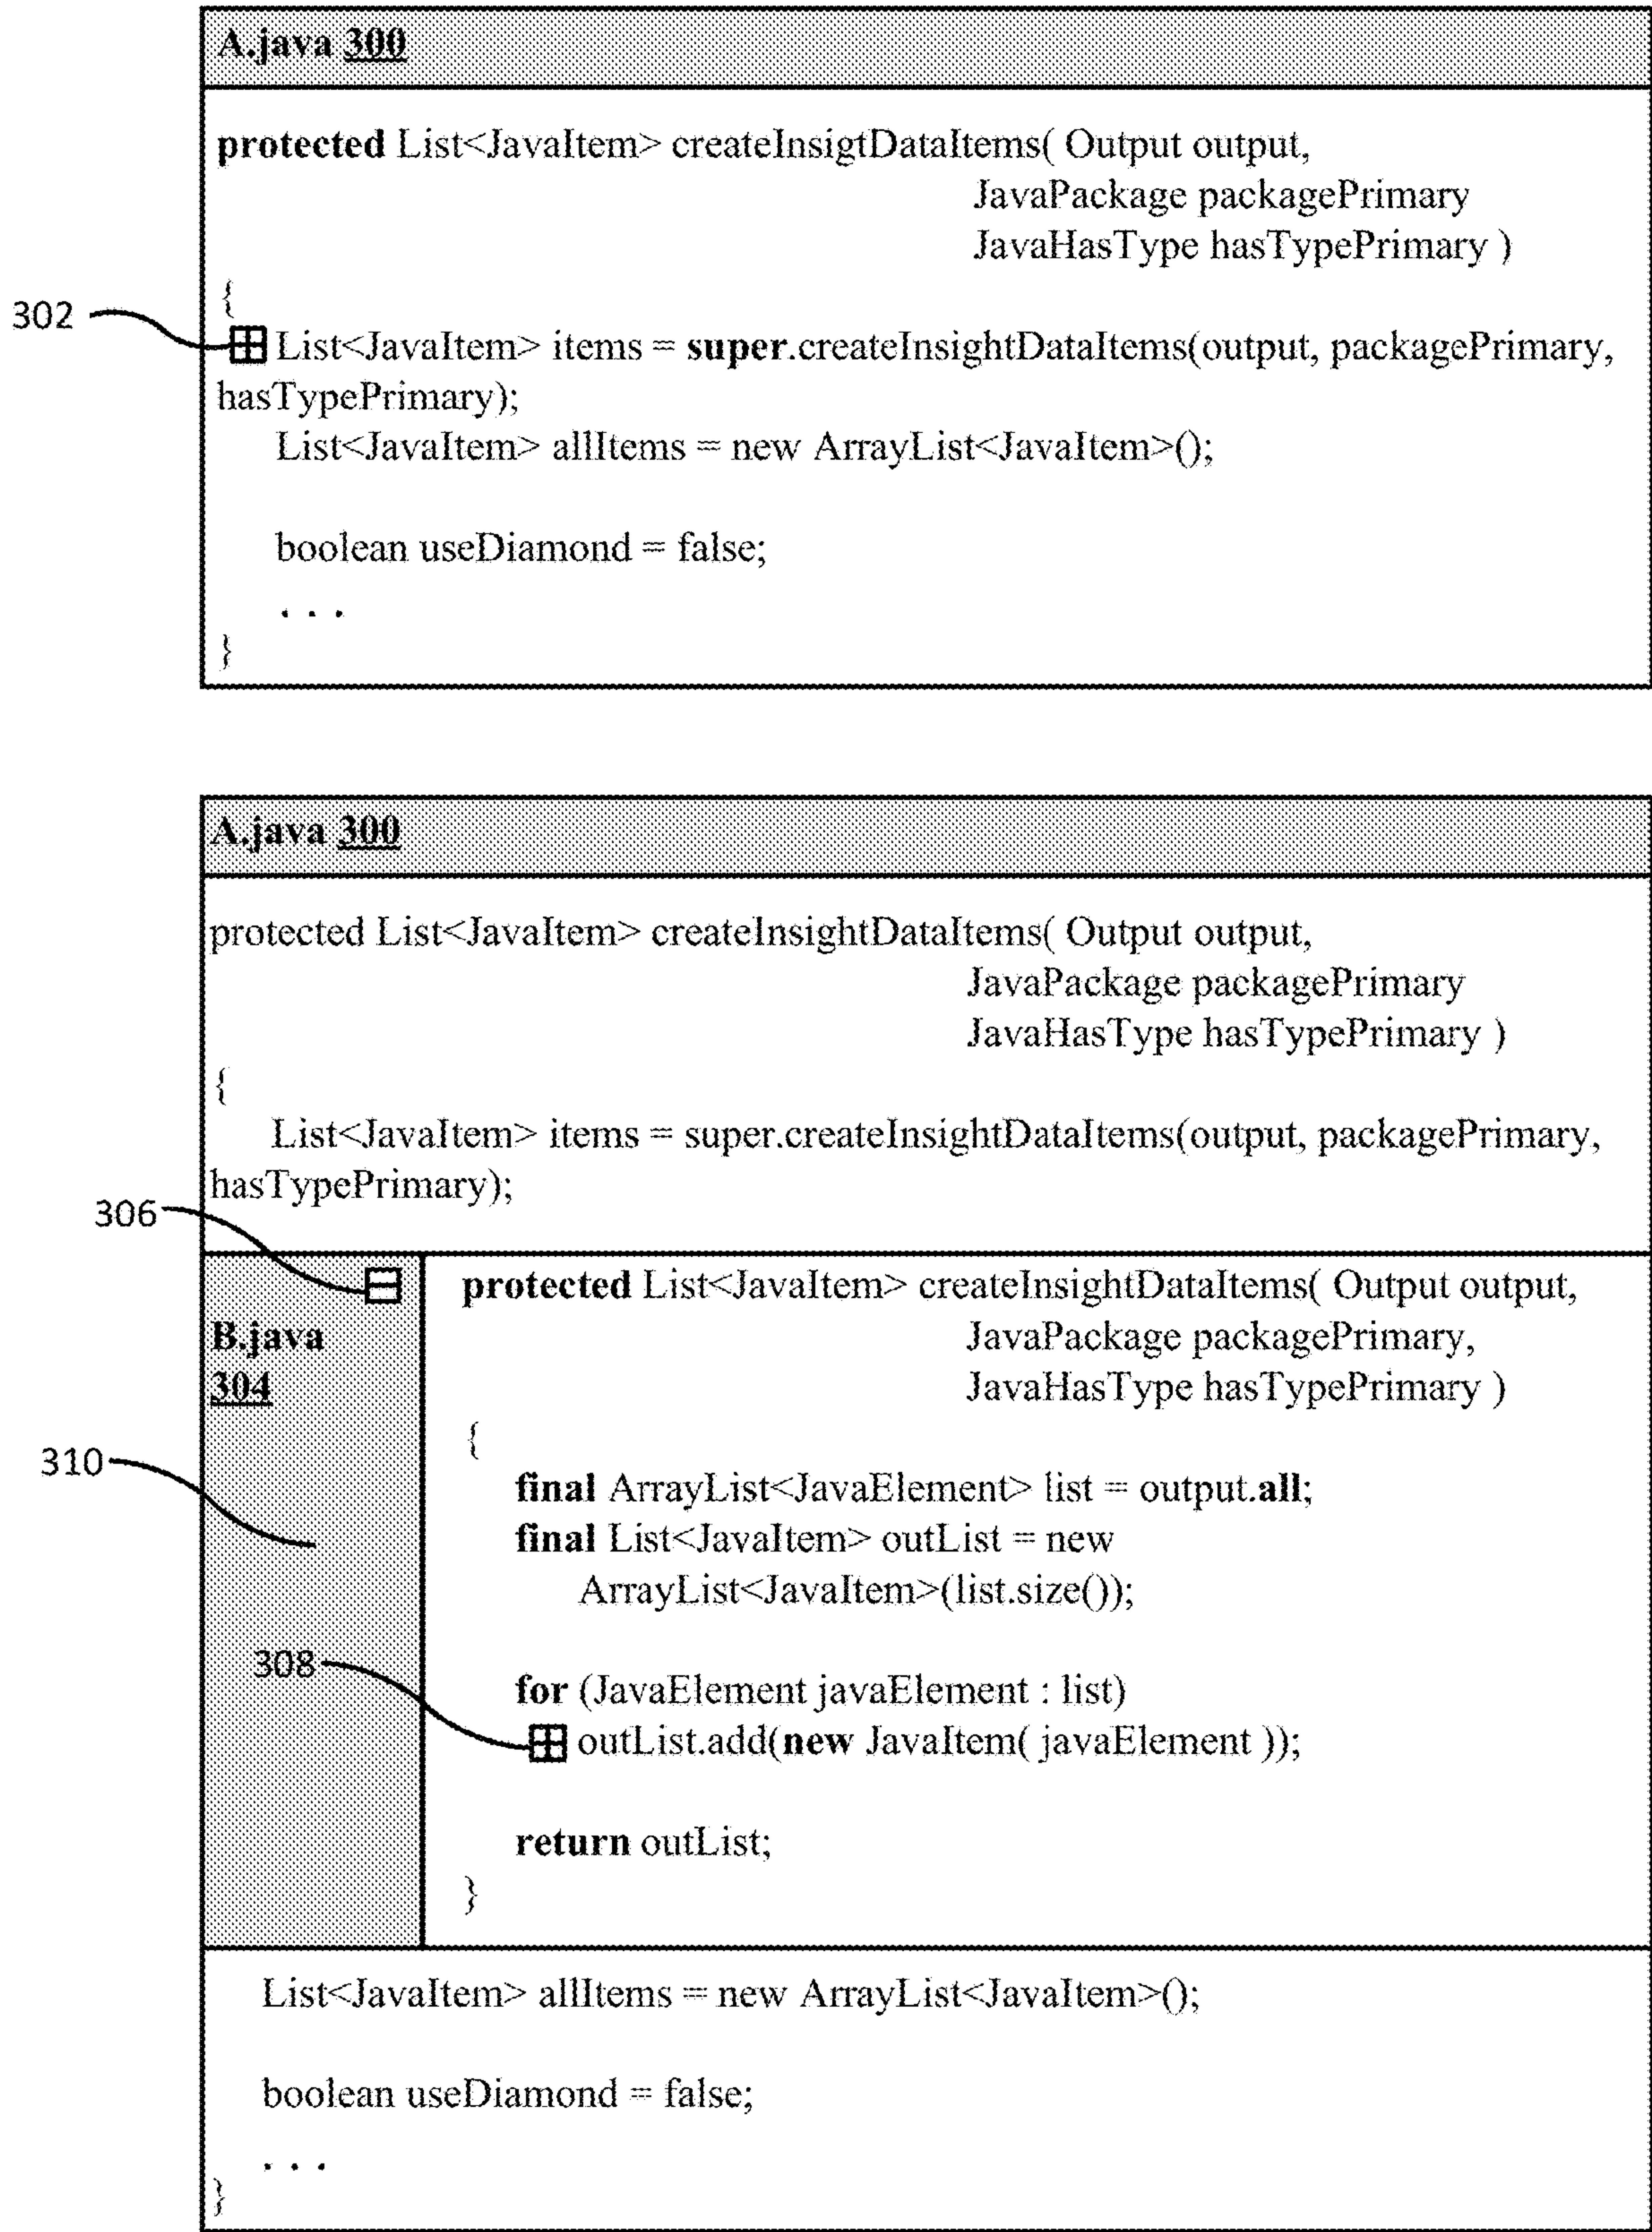 A.java 300
protected List<JavaItem> createInsigtDataItems( Output output,
JavaPackage packagePrimary
JavaHasType hasTypePrimary )
{
302
List<JavaItem> items = super.createInsightDataItems(output, packagePrimary,
hasTypePrimary);
List<JavaItem> allItems = new ArrayList<JavaItem>();
boolean useDiamond = false;
. . .
}
A.java 300
protected List<JavaItem> createInsightDataItems( Output output,
JavaPackage packagePrimary
JavaHasType hasTypePrimary )
{
List<JavaItem> items = super.createInsightDataItems(output, packagePrimary,
hasTypePrimary);
306
protected List<JavaItem> createInsightDataItems( Output output,
B.java
JavaPackage packagePrimary,
304
JavaHasType hasTypePrimary )
{
310
final ArrayList<JavaElement> list = output.all;
final List<JavaItem> outList = new
ArrayList<JavaItem>(list.size());
308
for (JavaElement javaElement : list)
outList.add(new JavaItem( javaElement ));
return outList;
}
List<JavaItem> allItems = new ArrayList<JavaItem>();
boolean useDiamond = false;
. . .
}